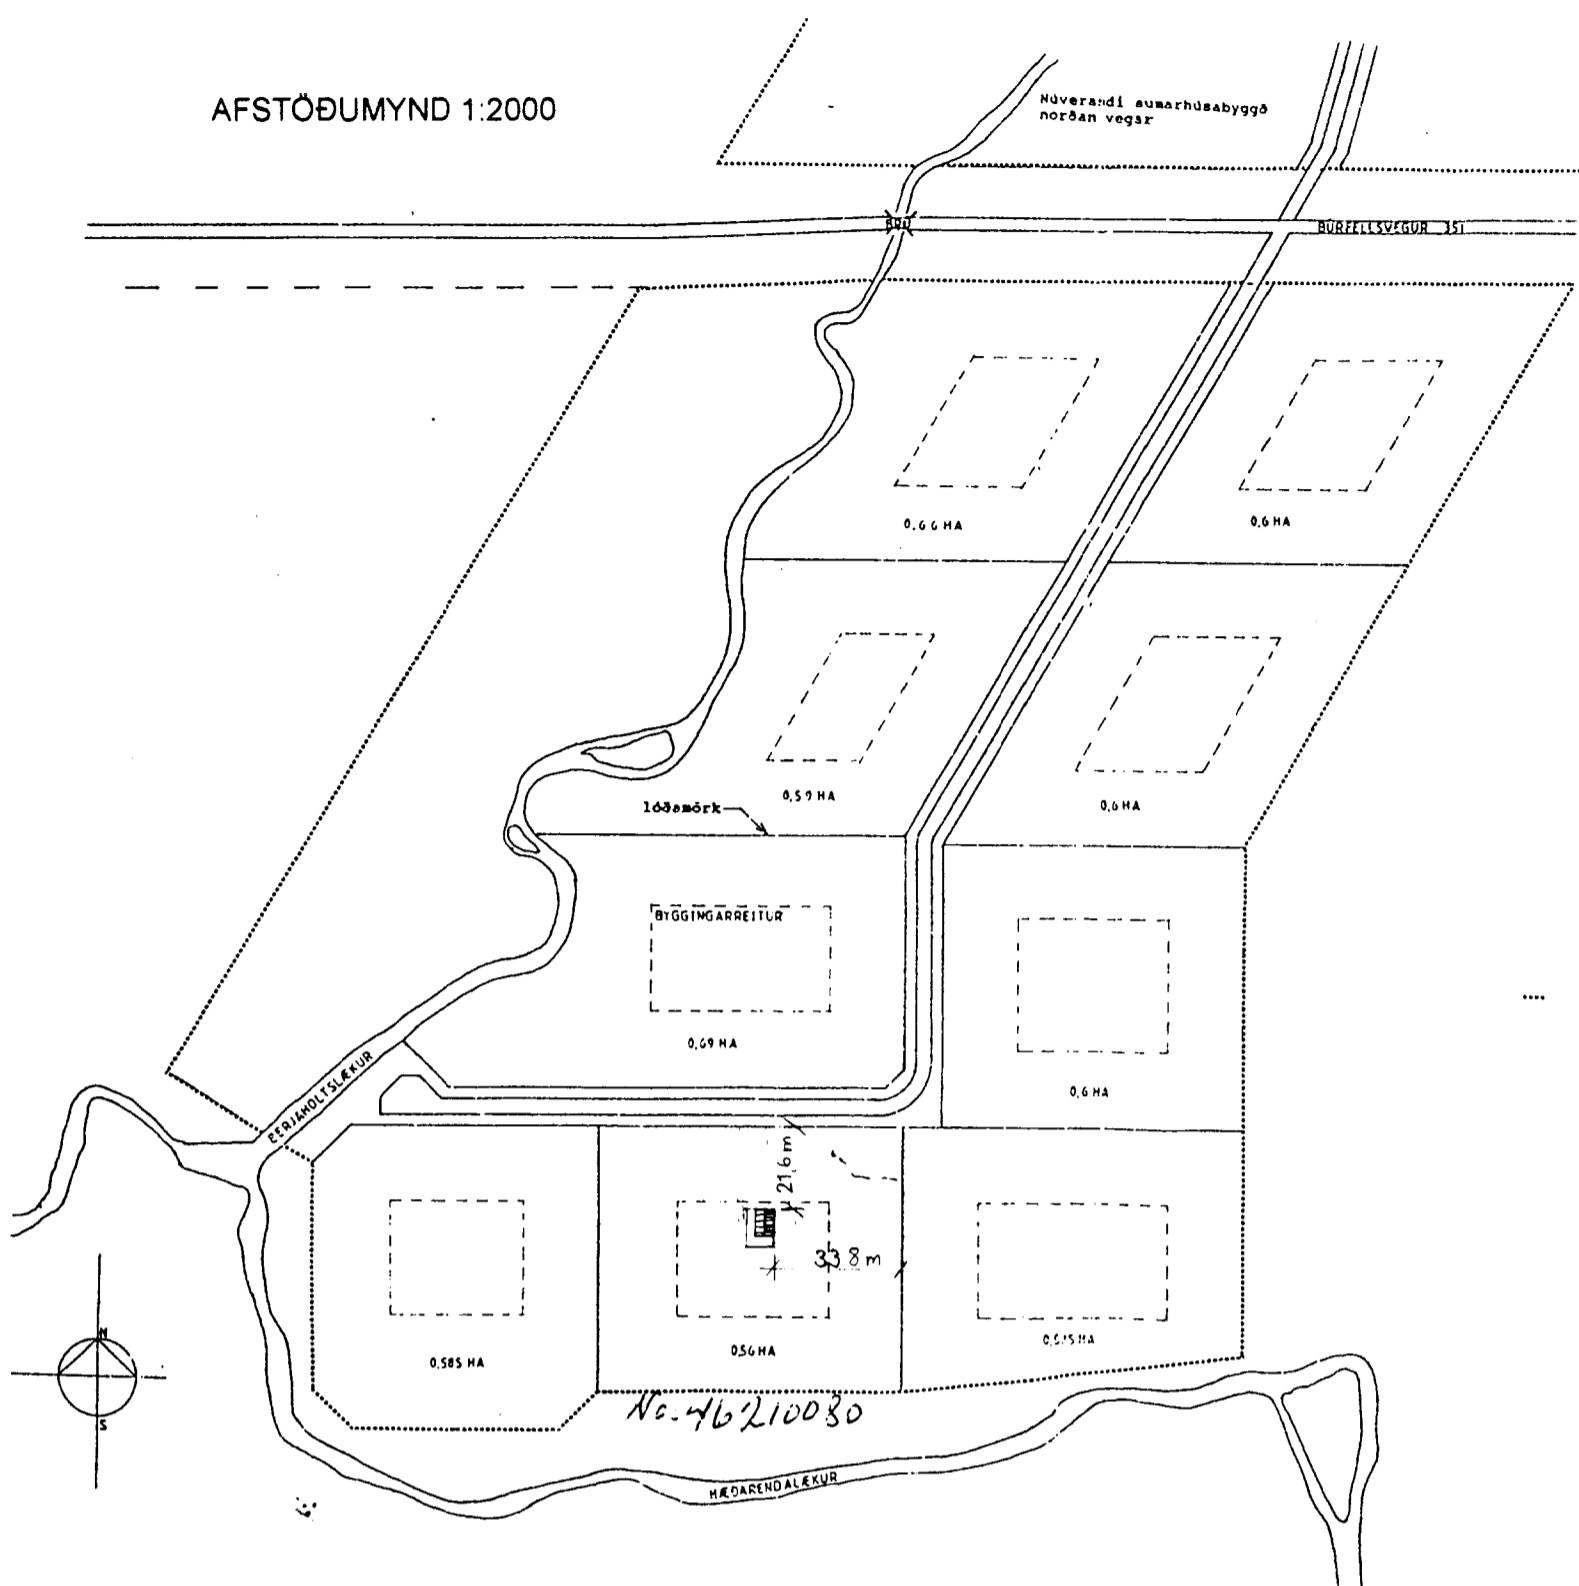 AFSTÖÐUMYND 1:2000
Núverandi sumarhúsabyggð
norðan vegar
BRÚ
BÚRFELLSVEGUR 351
0,66 HA
0,6 HA
0,59 HA
0,6 HA
lóðamörk
BYGGINGARREITUR
0,69 HA
0,6 HA
BERJAHOLTSLÆKUR
21,6 m
33,8 m
0,585 HA
0,56 HA
N
S
No. 46210080
HÆÐARENDALÆKUR